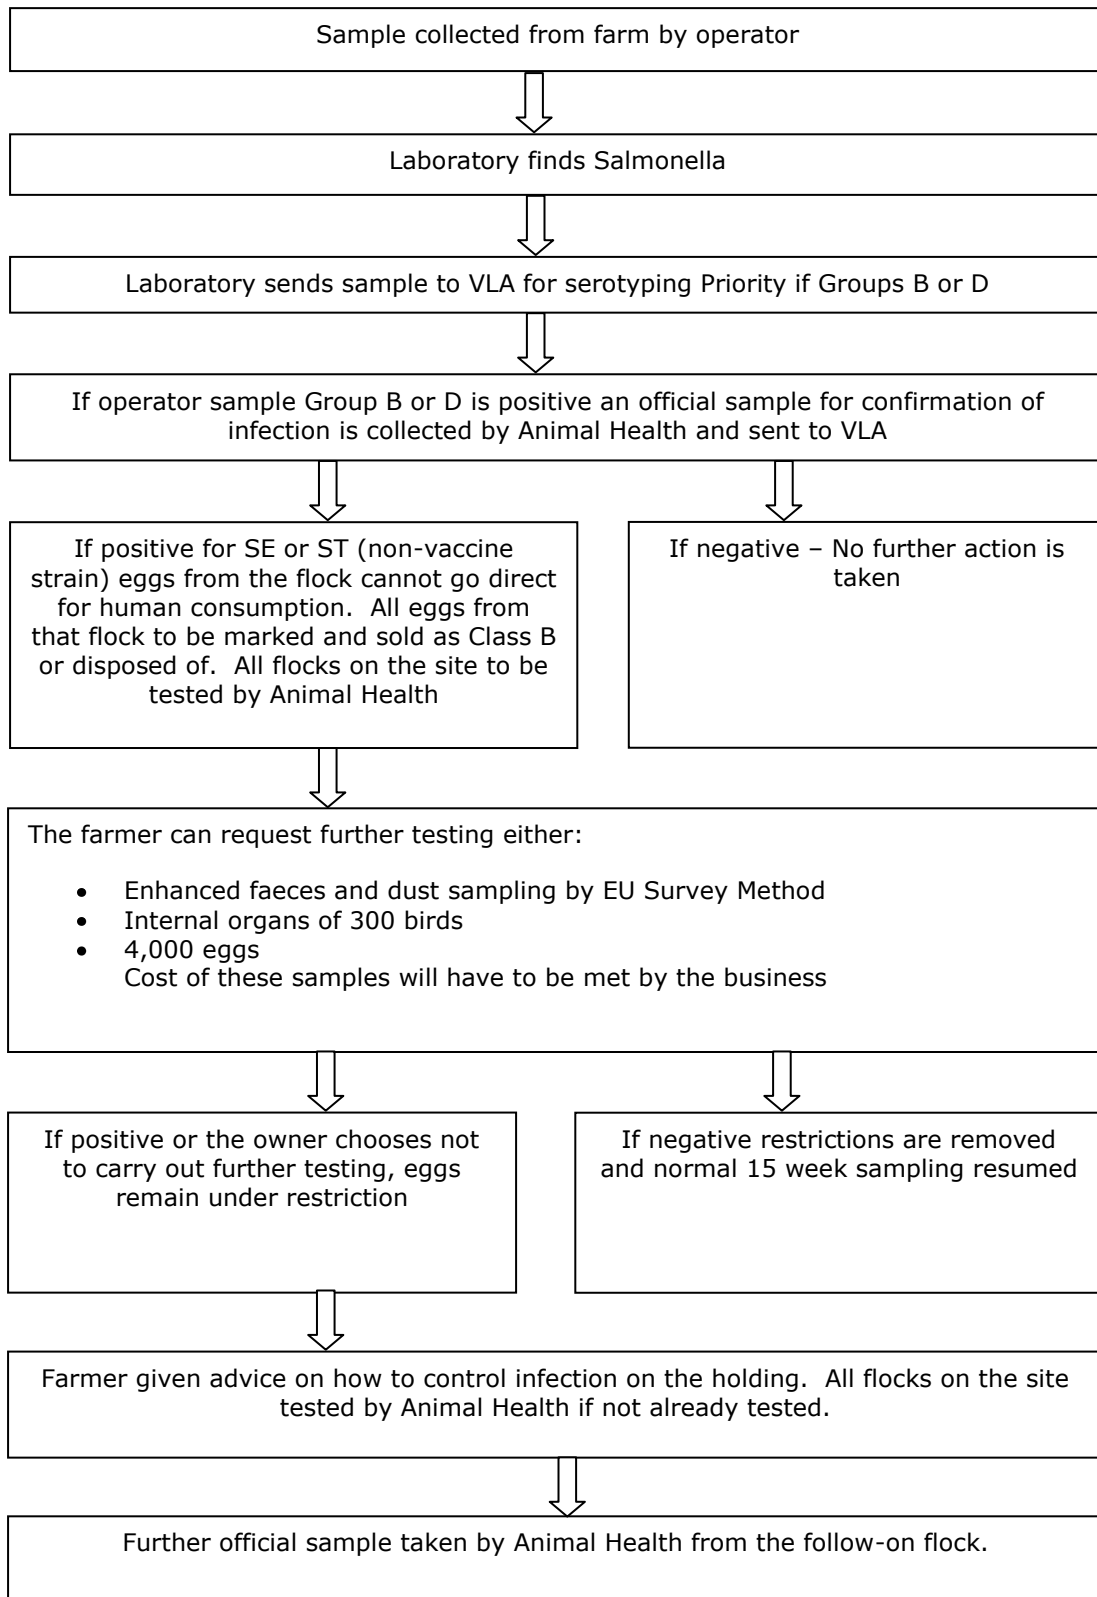 Sample collected from farm by operator
Laboratory finds Salmonella
Laboratory sends sample to VLA for serotyping Priority if Groups B or D
If operator sample Group B or D is positive an official sample for confirmation of
infection is collected by Animal Health and sent to VLA
If positive for SE or ST (non-vaccine
strain) eggs from the flock cannot go direct
for human consumption. All eggs from
that flock to be marked and sold as Class B
or disposed of. All flocks on the site to be
tested by Animal Health
If negative – No further action is
taken
The farmer can request further testing either:
• Enhanced faeces and dust sampling by EU Survey Method
• Internal organs of 300 birds
• 4,000 eggs
Cost of these samples will have to be met by the business
If positive or the owner chooses not
to carry out further testing, eggs
remain under restriction
If negative restrictions are removed
and normal 15 week sampling resumed
Farmer given advice on how to control infection on the holding. All flocks on the site
tested by Animal Health if not already tested.
Further official sample taken by Animal Health from the follow-on flock.